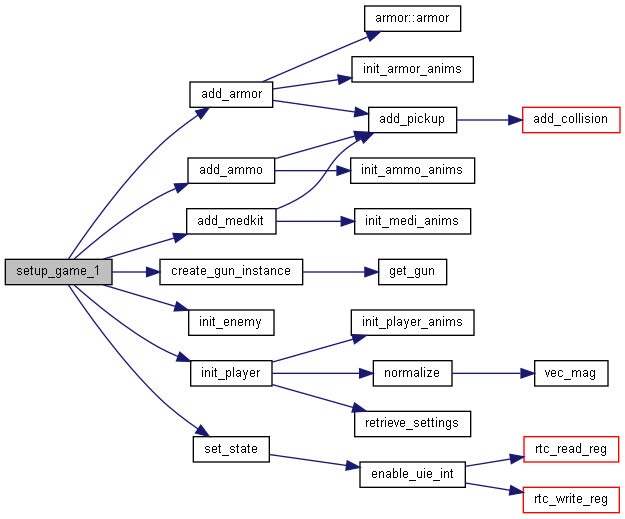 armor::armor
init_armor_anims
add_armor
add_pickup
add_collision
add_ammo
init_ammo_anims
add_medkit
init_medi_anims
setup_game_1
create_gun_instance
get_gun
init_enemy
init_player_anims
init_player
normalize
vec_mag
retrieve_settings
set_state
rtc_read_reg
enable_uie_int
rtc_write_reg